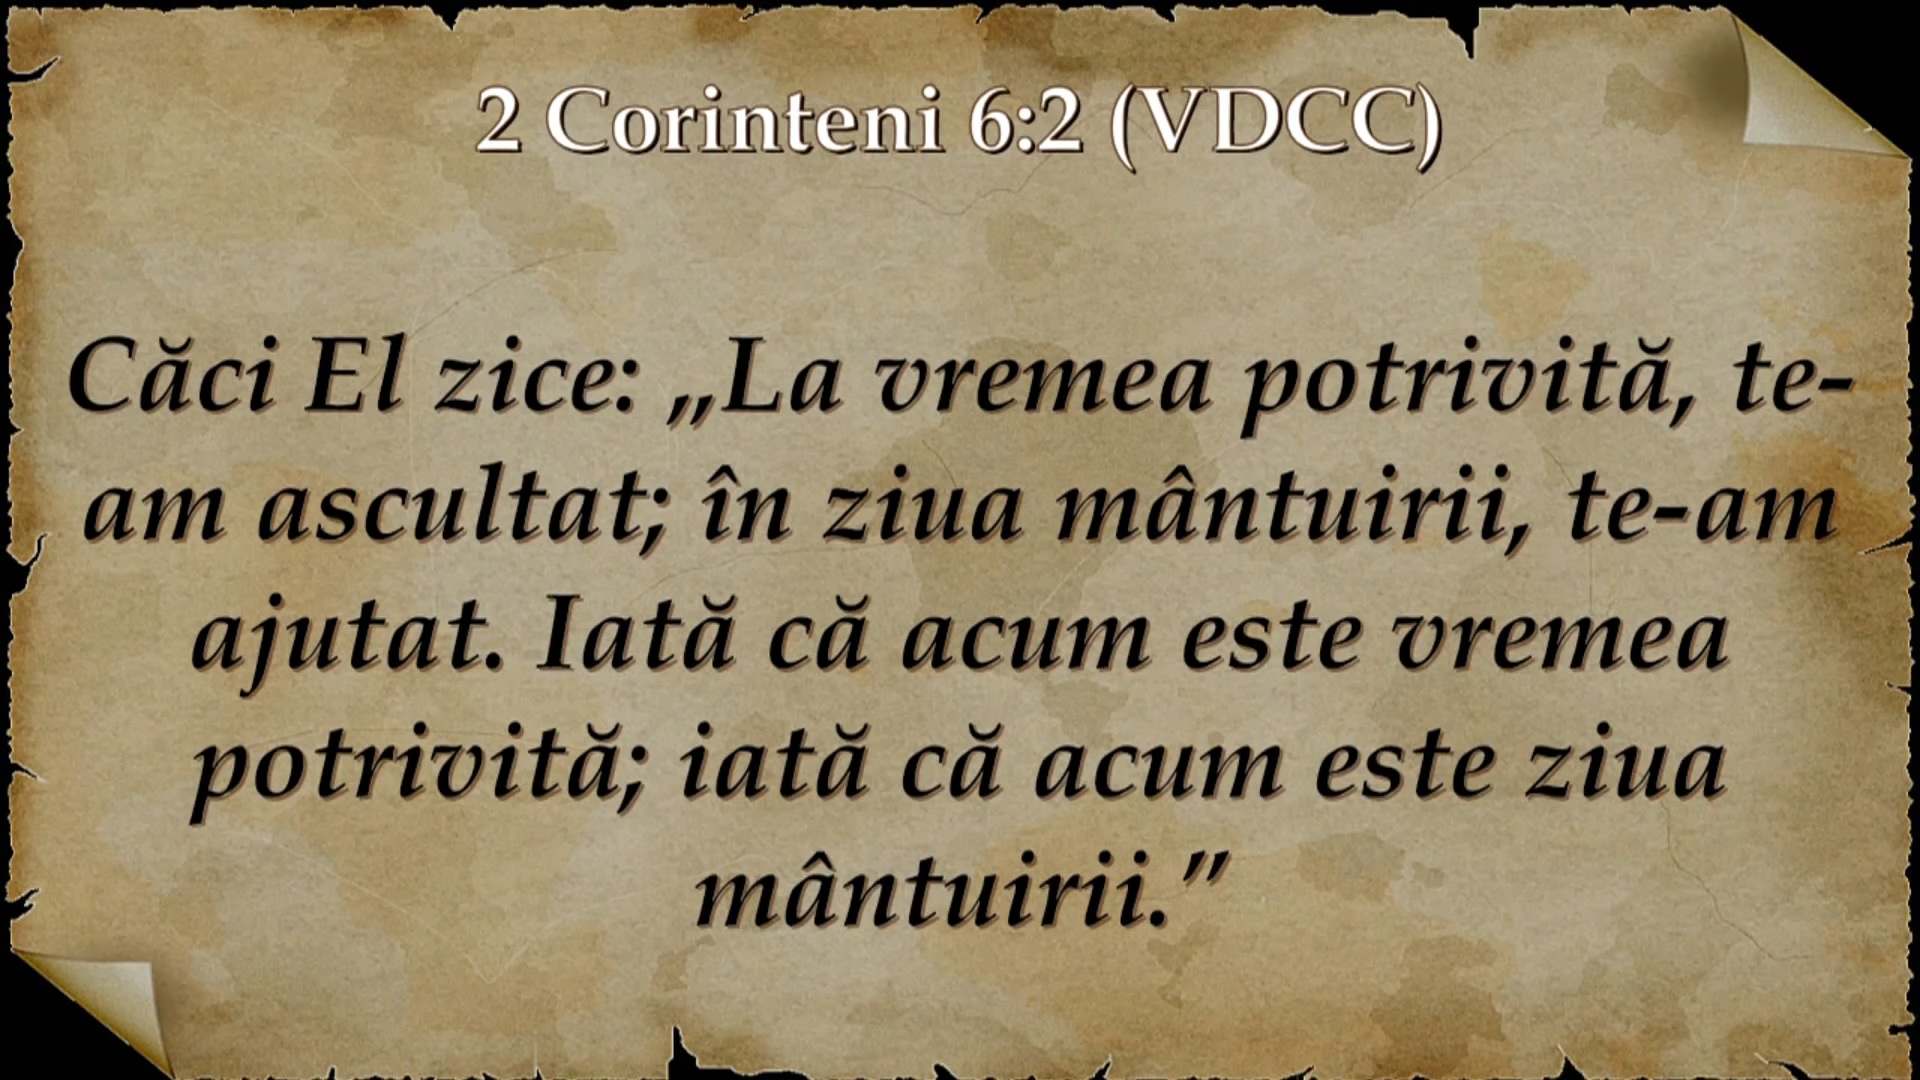 2 Corinteni 6:2 (VDCC)
Căci El zice: „La vremea potrivită, te-
am ascultat; în ziua mântuirii, te-am
ajutat. Iată că acum este vremea
potrivită; iată că acum este ziua
mântuirii.”